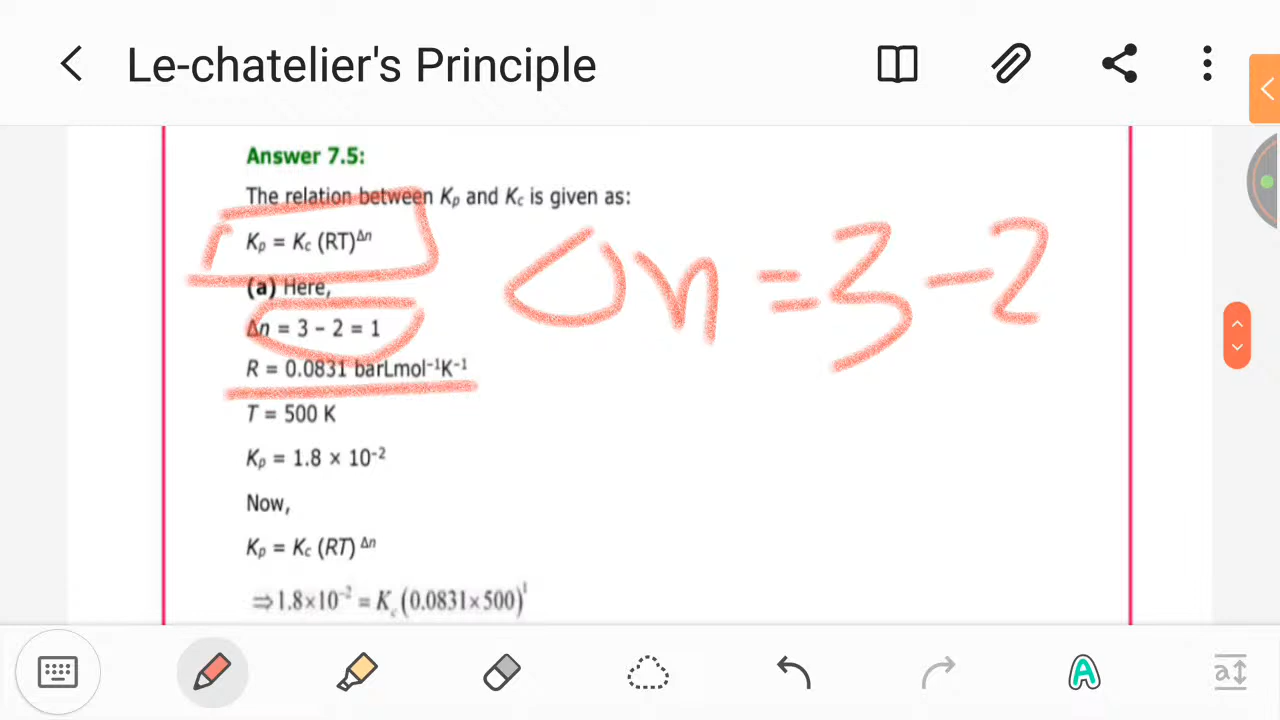 Le-chatelier's Principle
Answer 7.5:
The relation between Kp and Kc is given as:
Kp = Kc (RT)^Δn
(a) Here,
Δn = 3 – 2 = 1
Δn = 3 – 2
R = 0.0831 barLmol⁻¹K⁻¹
T = 500 K
Kp = 1.8 × 10⁻²
Now,
Kp = Kc (RT) ^Δn
⇒1.8×10⁻² = Kc (0.0831×500)¹
A
a